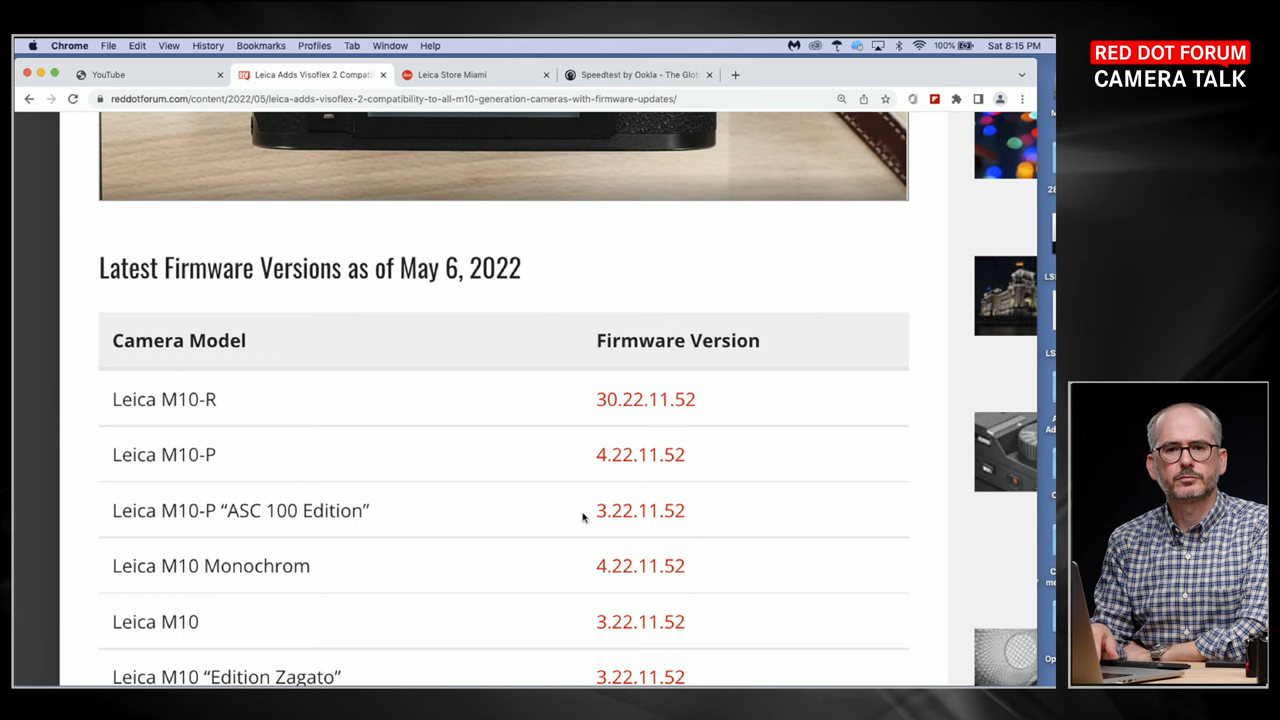 Chrome File Edit View History Bookmarks Profiles Tab Window Help
100% Sat 8:15 PM
YouTube
Leica Adds Visoflex 2 Compati
Leica Store Miami
Speedtest by Ookla - The Glo
reddotforum.com/content/2022/05/leica-adds-visoflex-2-compatibility-to-all-m10-generation-cameras-with-firmware-updates/
RED DOT FORUM
CAMERA TALK
Latest Firmware Versions as of May 6, 2022
Camera Model Firmware Version
Leica M10-R 30.22.11.52
Leica M10-P 4.22.11.52
Leica M10-P “ASC 100 Edition” 3.22.11.52
Leica M10 Monochrom 4.22.11.52
Leica M10 3.22.11.52
Leica M10 “Edition Zagato” 3.22.11.52